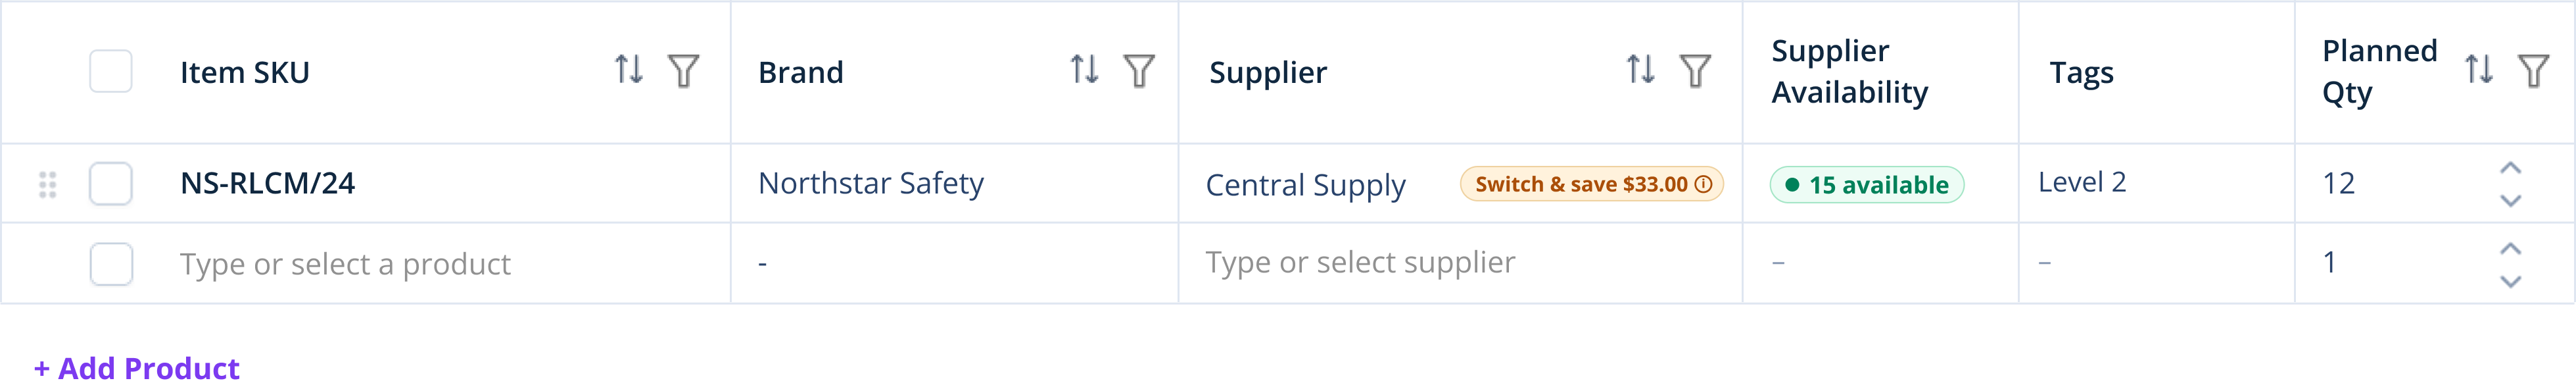 Item SKU
Brand
Supplier
Supplier
Availability
Tags
Planned
Qty
NS-RLCM/24
Northstar Safety
Central Supply
Switch & save $33.00
15 available
Level 2
12
Type or select a product
-
Type or select supplier
–
–
1
+ Add Product